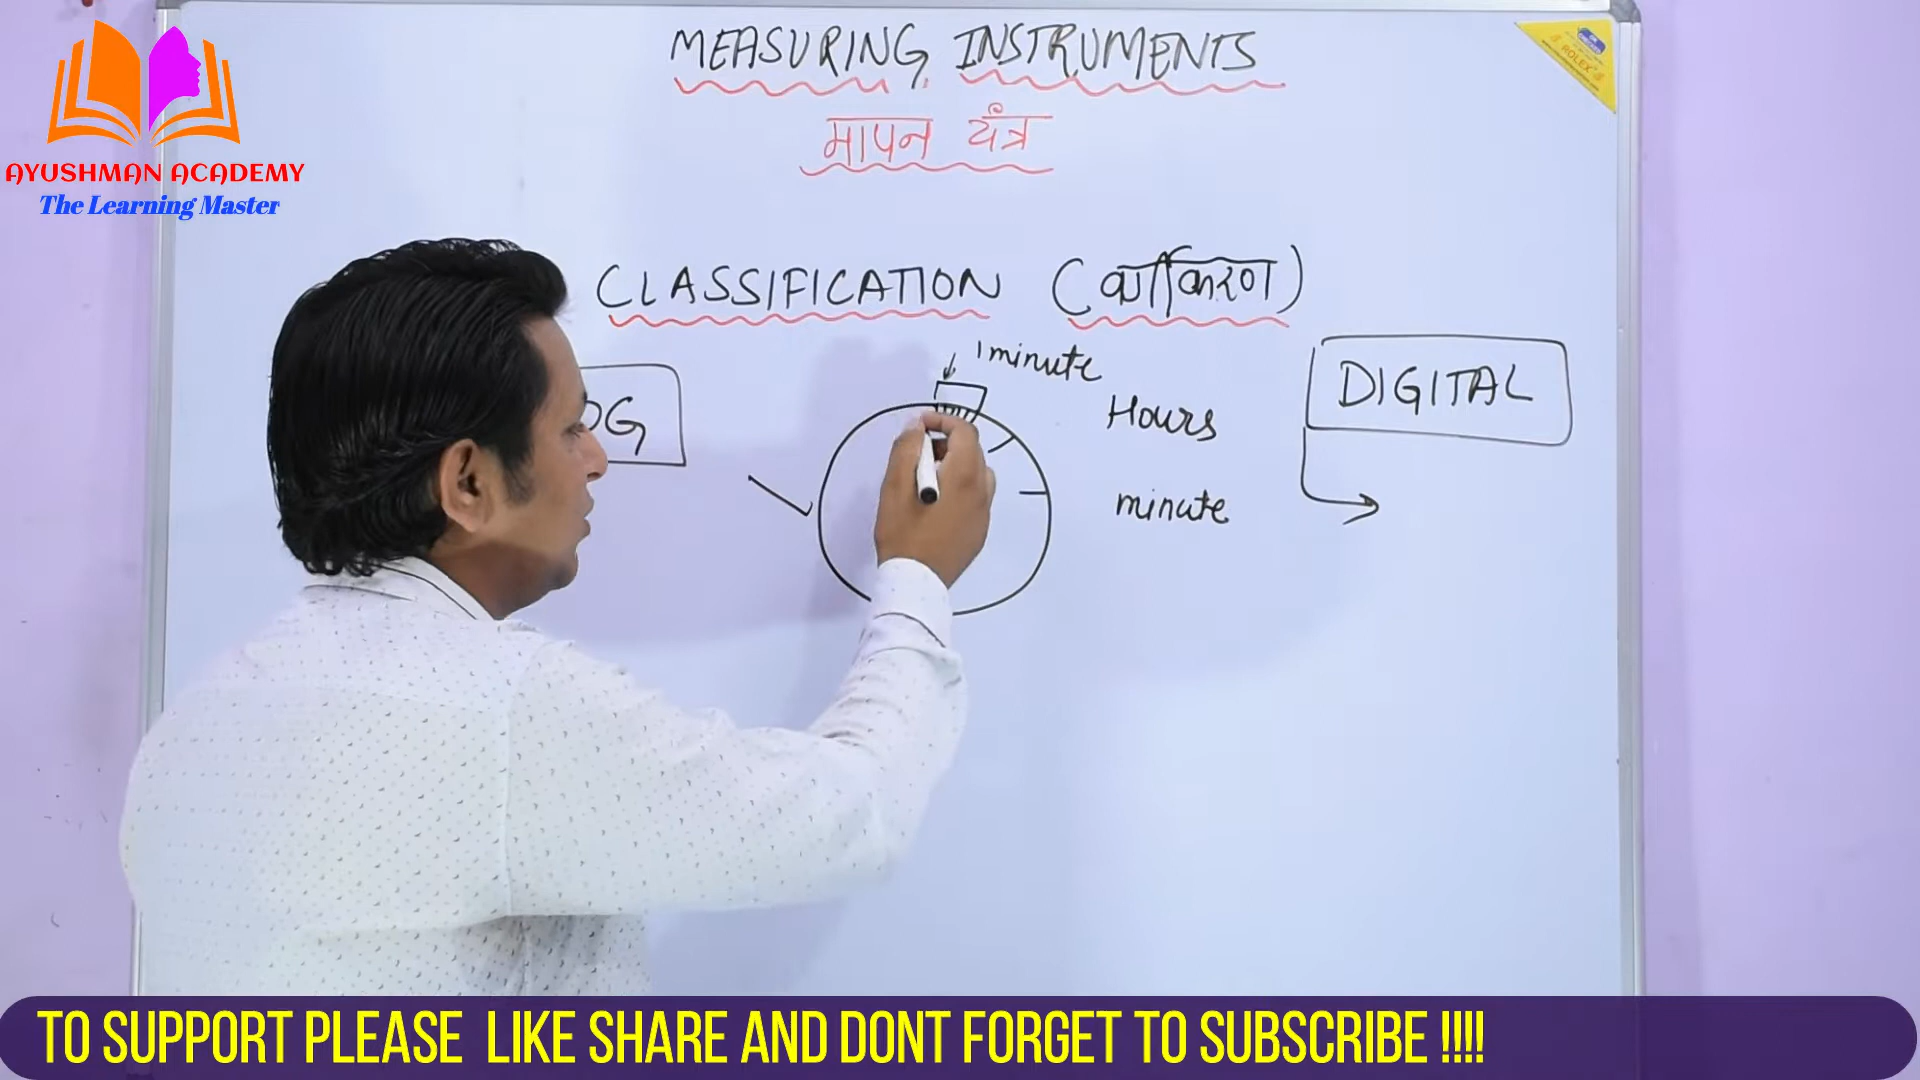 MEASURING INSTRUMENTS
मापन यंत्र
AYUSHMAN ACADEMY
The Learning Master
CLASSIFICATION (वर्गीकरण)
1 minute
OG
Hours
DIGITAL
minute
TO SUPPORT PLEASE LIKE SHARE AND DONT FORGET TO SUBSCRIBE !!!!